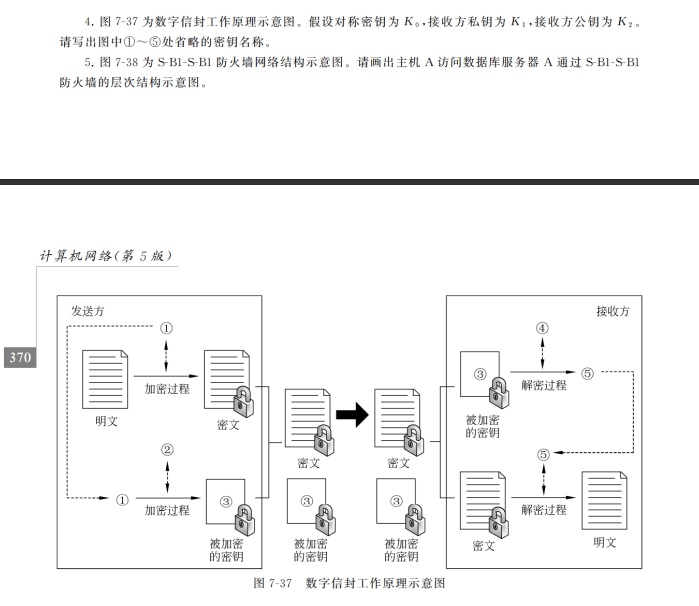 4. 图 7-37 为数字信封工作原理示意图。假设对称密钥为 K₀,接收方私钥为 K₁,接收方公钥为 K₂。
请写出图中①～⑤处省略的密钥名称。
5. 图 7-38 为 S-B1-S-B1 防火墙网络结构示意图。请画出主机 A 访问数据库服务器 A 通过 S-B1-S-B1
防火墙的层次结构示意图。
计算机网络(第 5 版)
370
发送方
①
加密过程
明文
密文
②
①
加密过程
③
被加密
的密钥
密文
③
被加密
的密钥
密文
③
被加密
的密钥
接收方
④
③
解密过程
⑤
被加密
的密钥
⑤
解密过程
密文
明文
图 7-37 数字信封工作原理示意图